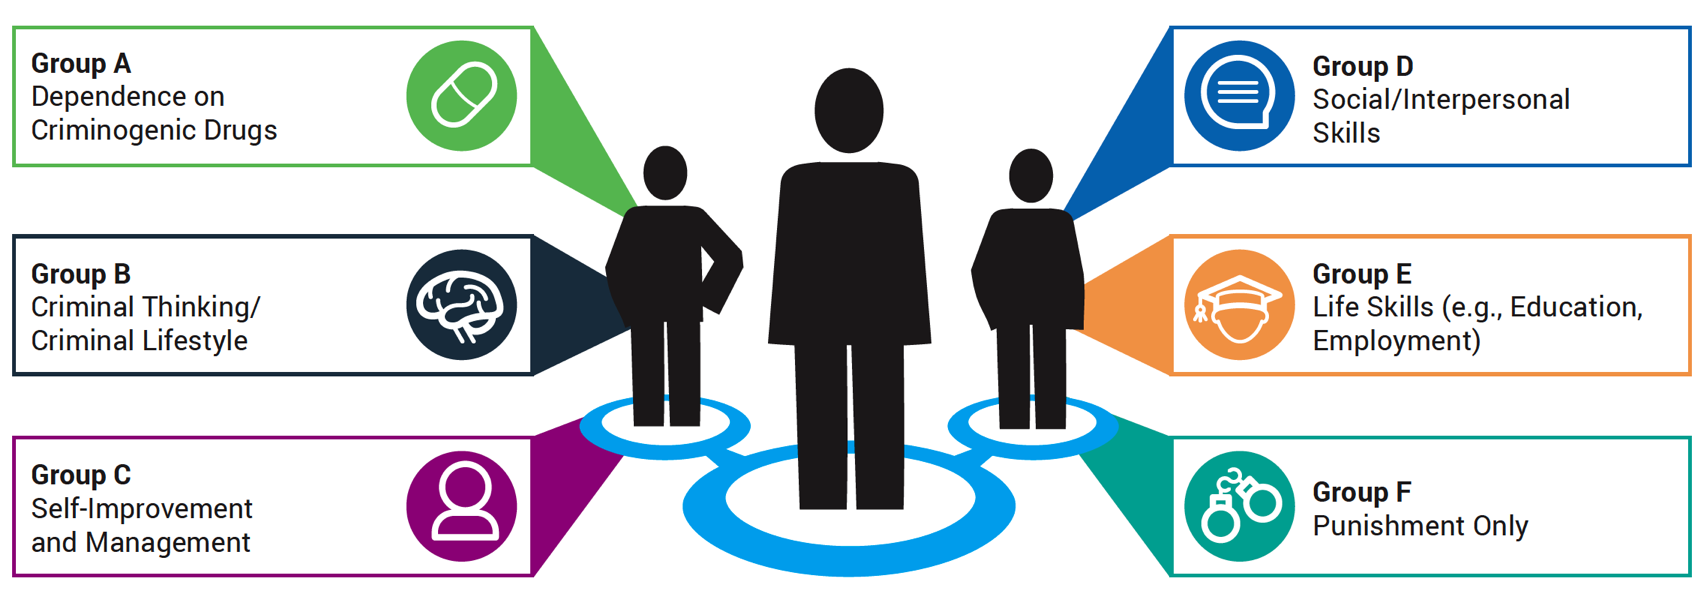 Group A
Dependence on
Criminogenic Drugs
Group B
Criminal Thinking/
Criminal Lifestyle
Group C
Self-Improvement
and Management
Group D
Social/Interpersonal
Skills
Group E
Life Skills (e.g., Education,
Employment)
Group F
Punishment Only